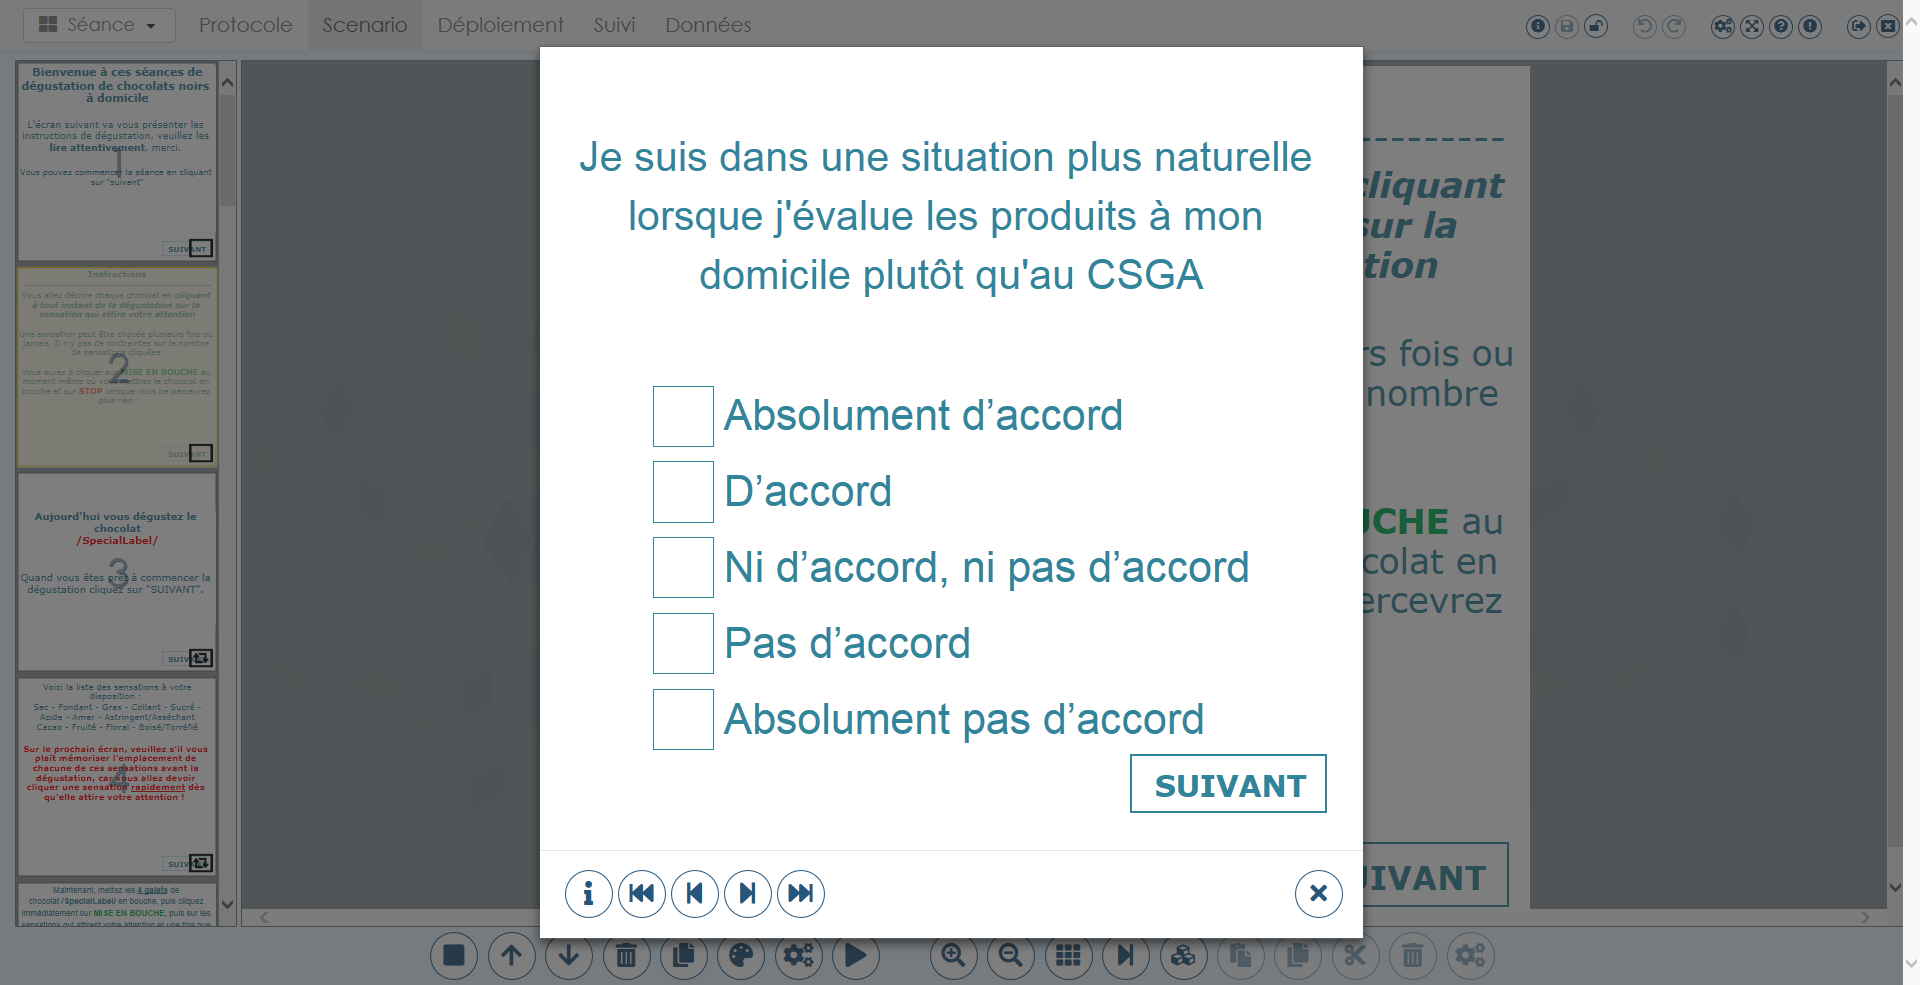 Séance
Protocole
Scenario
Déploiement
Suivi
Données
Bienvenue à ces séances de
dégustation de chocolats noirs
à domicile
L'écran suivant va vous présenter les
instructions de dégustation, veuillez les
lire attentivement, merci.
Vous pouvez commencer la séance en cliquant
sur "suivant"
1
SUIVANT
Instructions
Vous allez décrire chaque chocolat en cliquant
à tout instant de la dégustation sur la
sensation qui attire votre attention
Une sensation peut être cliquée plusieurs fois ou
jamais. Il n'y pas de contraintes sur le nombre
de sensations cliquées.
Vous aurez à cliquer sur MISE EN BOUCHE au
moment même où vous mettrez le chocolat en
bouche et sur STOP lorsque vous ne percevrez
plus rien.
2
SUIVANT
Aujourd'hui vous dégustez le
chocolat
/SpecialLabel/
3
Quand vous êtes prêt à commencer la
dégustation cliquez sur "SUIVANT".
Voici la liste des sensations à votre
disposition :
Sec - Fondant - Gras - Collant - Sucré -
Acide - Amer - Astringent/Asséchant
Cacao - Fruité - Floral - Boisé/Torréfié
Sur le prochain écran, veuillez s'il vous
plaît mémoriser l'emplacement de
chacune de ces sensations avant la
dégustation, car vous allez devoir
cliquer une sensation rapidement dès
qu'elle attire votre attention !
4
Maintenant, mettez les 4 galets de
chocolat /SpecialLabel/ en bouche, puis cliquez
immédiatement sur MISE EN BOUCHE, puis sur les
sensations qui attirent votre attention et une fois que
Je suis dans une situation plus naturelle
lorsque j'évalue les produits à mon
domicile plutôt qu'au CSGA
Absolument d’accord
D’accord
Ni d’accord, ni pas d’accord
Pas d’accord
Absolument pas d’accord
SUIVANT
cliquant
sur la
tion
rs fois ou
nombre
UCHE au
colat en
ercevrez
UIVANT